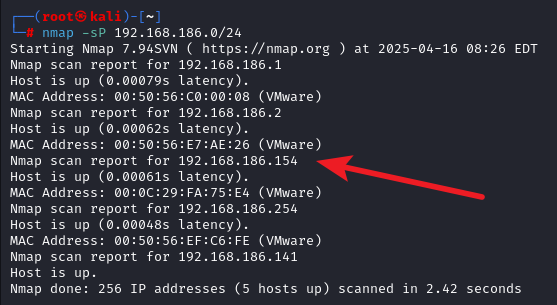 ┌──(root㉿kali)-[~]
└─# nmap -sP 192.168.186.0/24
Starting Nmap 7.94SVN ( https://nmap.org ) at 2025-04-16 08:26 EDT
Nmap scan report for 192.168.186.1
Host is up (0.00079s latency).
MAC Address: 00:50:56:C0:00:08 (VMware)
Nmap scan report for 192.168.186.2
Host is up (0.00062s latency).
MAC Address: 00:50:56:E7:AE:26 (VMware)
Nmap scan report for 192.168.186.154
Host is up (0.00061s latency).
MAC Address: 00:0C:29:FA:75:E4 (VMware)
Nmap scan report for 192.168.186.254
Host is up (0.00048s latency).
MAC Address: 00:50:56:EF:C6:FE (VMware)
Nmap scan report for 192.168.186.141
Host is up.
Nmap done: 256 IP addresses (5 hosts up) scanned in 2.42 seconds